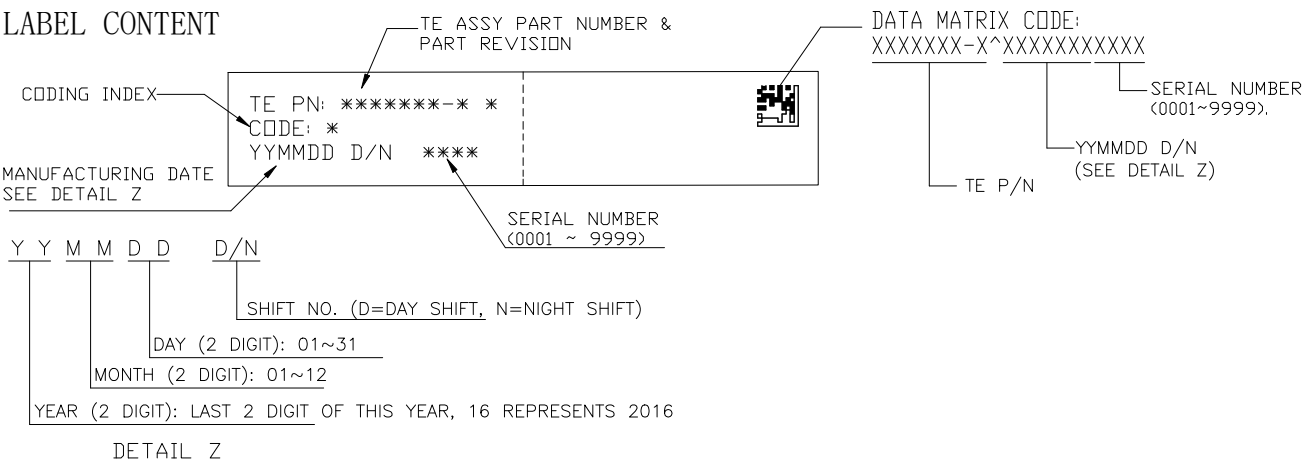 LABEL CONTENT
TE ASSY PART NUMBER &
PART REVISION
DATA MATRIX CODE:
XXXXXXX-X^XXXXXXXXXXX
SERIAL NUMBER
(0001~9999).
YYMMDD D/N
(SEE DETAIL Z)
TE P/N
CODING INDEX
TE PN: *******-* *
CODE: *
YYMMDD D/N ****
MANUFACTURING DATE
SEE DETAIL Z
SERIAL NUMBER
(0001 ~ 9999)
Y Y M M D D D/N
SHIFT NO. (D=DAY SHIFT, N=NIGHT SHIFT)
DAY (2 DIGIT): 01~31
MONTH (2 DIGIT): 01~12
YEAR (2 DIGIT): LAST 2 DIGIT OF THIS YEAR, 16 REPRESENTS 2016
DETAIL Z